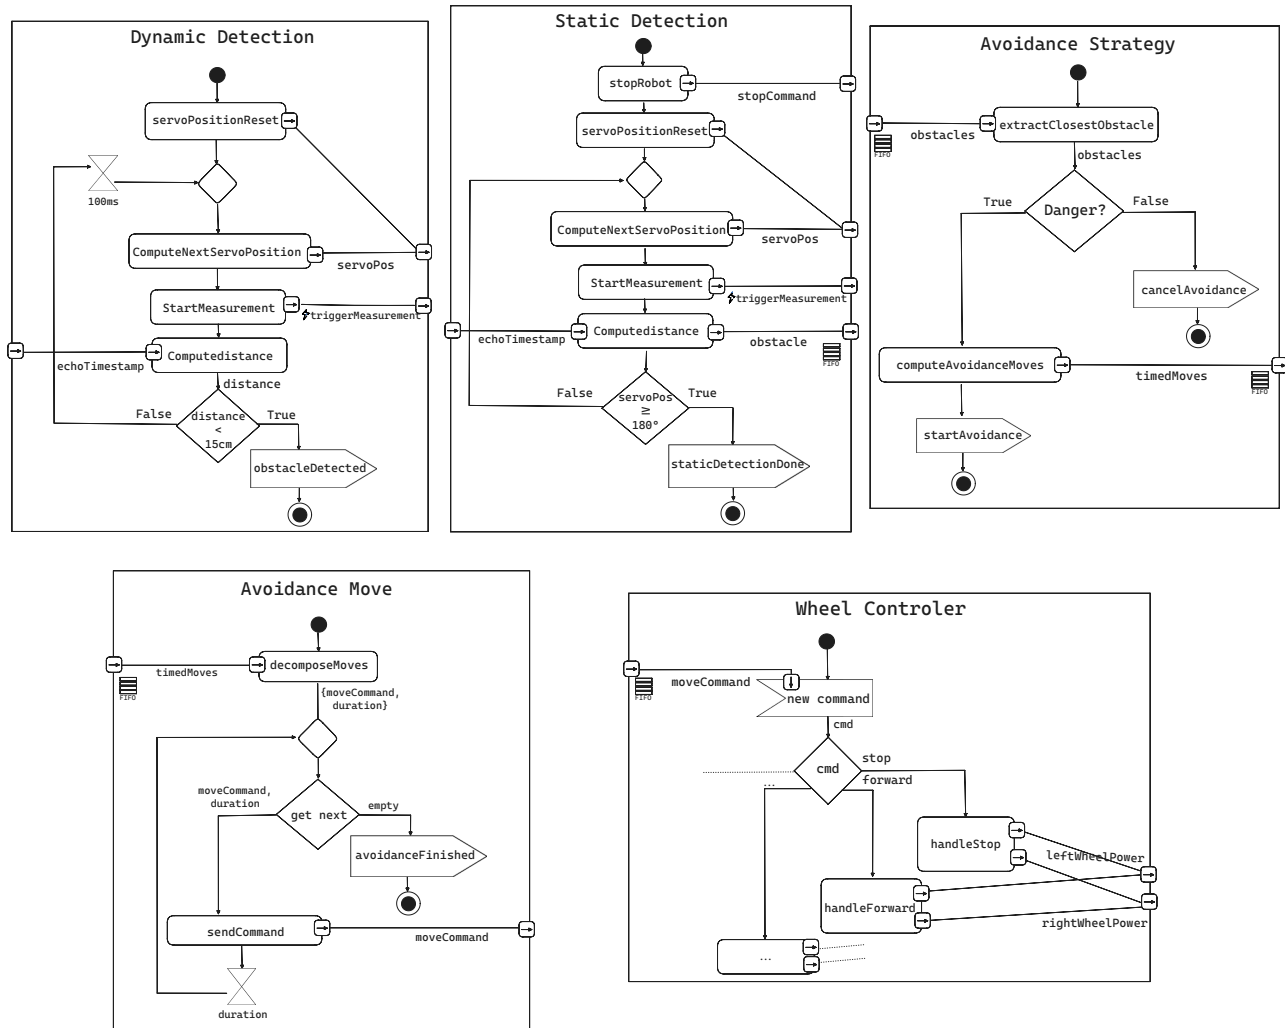 Dynamic Detection
servoPositionReset
100ms
ComputeNextServoPosition
servoPos
StartMeasurement
triggerMeasurement
echoTimestamp
Computedistance
distance
False
distance
<
15cm
True
obstacleDetected
Static Detection
stopRobot
stopCommand
servoPositionReset
ComputeNextServoPosition
servoPos
StartMeasurement
triggerMeasurement
echoTimestamp
Computedistance
obstacle
False
servoPos
≥
180°
True
staticDetectionDone
Avoidance Strategy
obstacles
FIFO
extractClosestObstacle
obstacles
True
Danger?
False
cancelAvoidance
computeAvoidanceMoves
timedMoves
FIFO
startAvoidance
Avoidance Move
timedMoves
FIFO
decomposeMoves
{moveCommand,
duration}
moveCommand,
duration
get next
empty
avoidanceFinished
sendCommand
moveCommand
duration
Wheel Controler
moveCommand
FIFO
new command
cmd
cmd
stop
forward
...
handleStop
leftWheelPower
handleForward
rightWheelPower
...